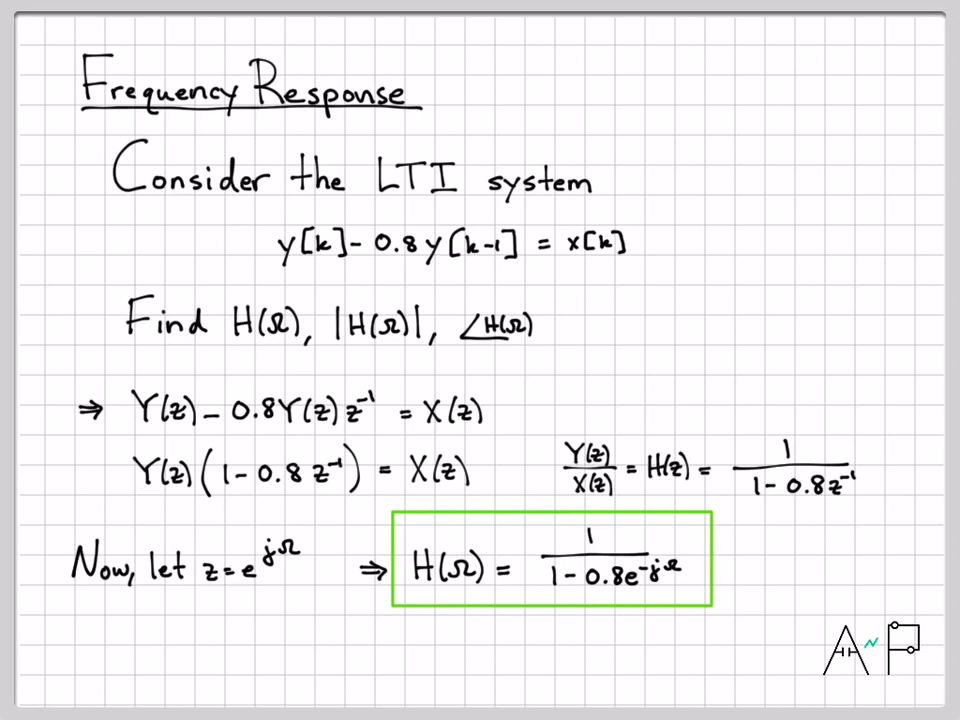 Frequency Response
Consider the LTI system
y[k] - 0.8y[k-1] = x[k]
Find H(Ω), |H(Ω)|, ∠H(Ω)
⇒ Y(z) - 0.8Y(z)z⁻¹ = X(z)
Y(z)(1 - 0.8z⁻¹) = X(z) Y(z)/X(z) = H(z) = 1/(1 - 0.8z⁻¹)
Now, let z = e^jΩ ⇒ H(Ω) = 1/(1 - 0.8e^-jΩ)
A P